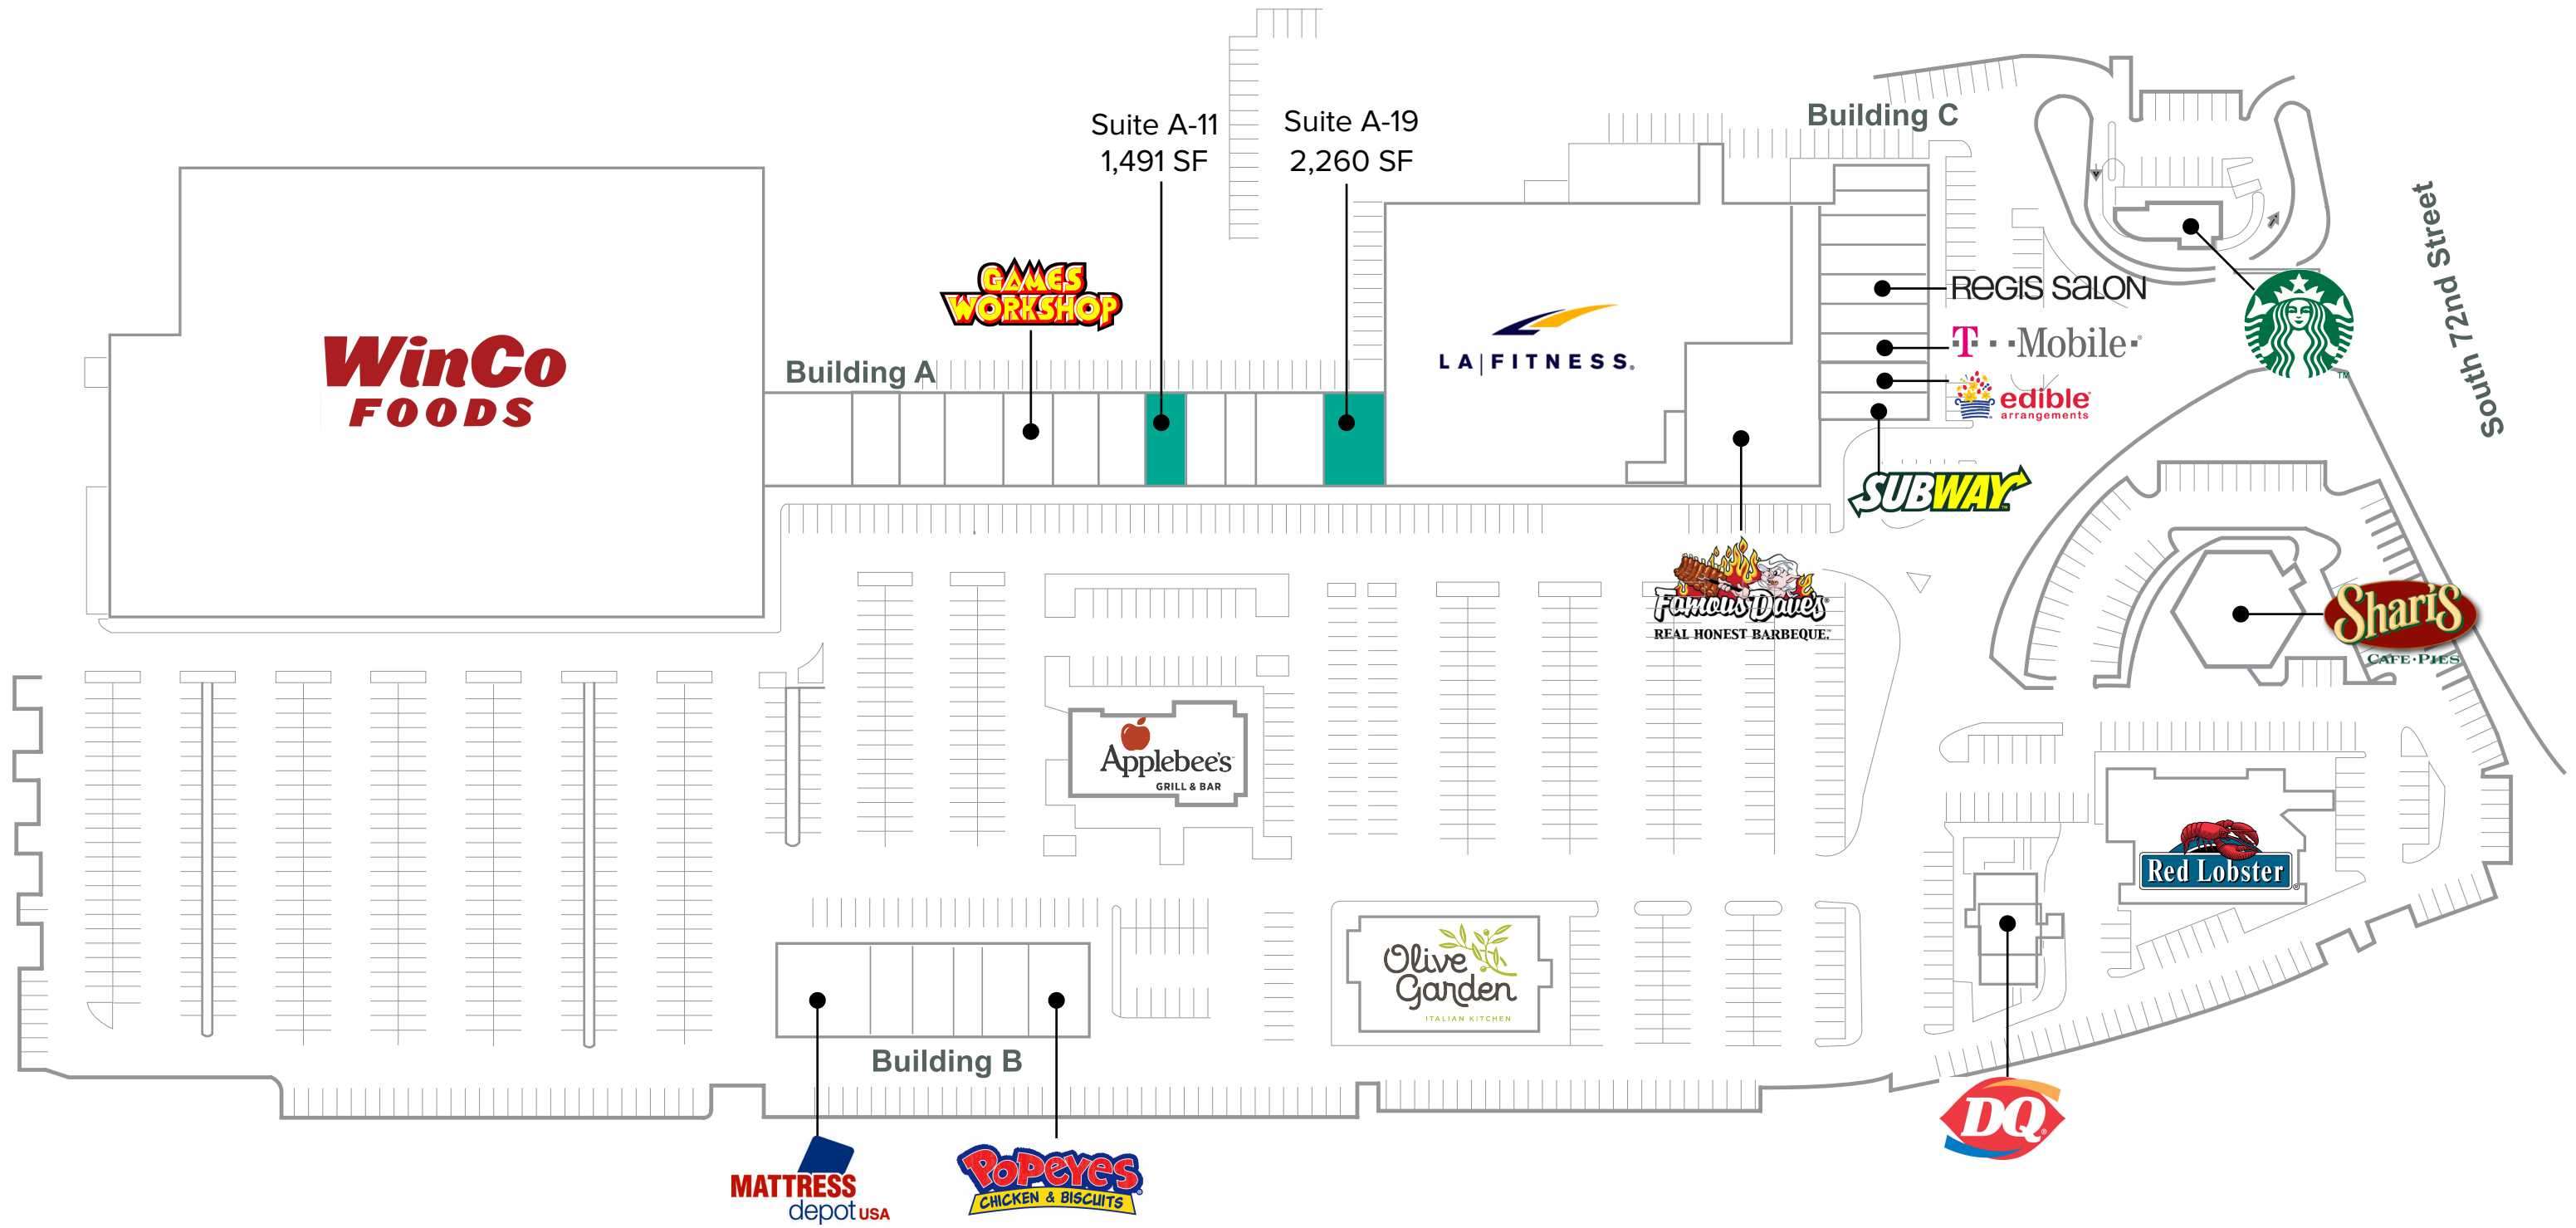 Building C
Suite A-11
1,491 SF
Suite A-19
2,260 SF
South 72nd Street
GAMES
WORKSHOP
REGIS SALON
T··Mobile·®
LA|FITNESS®
WinCo
FOODS
Building A
TM
edible®
arrangements
SUBWAY
Famous Dave's®
REAL HONEST BARBEQUE™
Shari's
CAFE·PIES
Applebee's
GRILL & BAR
Red Lobster®
Olive
Garden
ITALIAN KITCHEN
Building B
DQ®
MATTRESS
depot USA
POPEYES®
CHICKEN & BISCUITS